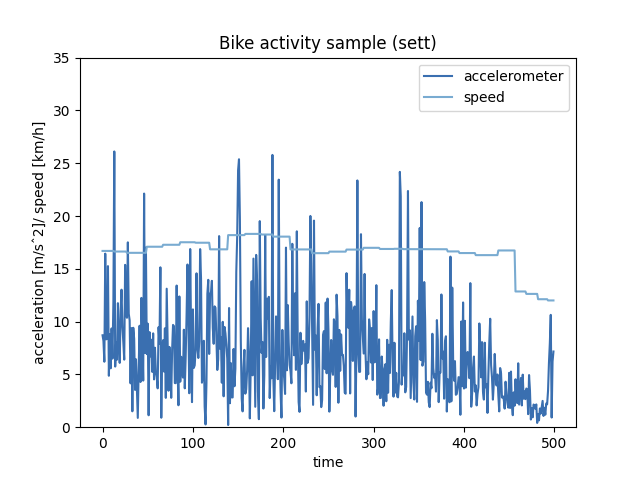 Bike activity sample (sett)
accelerometer
speed
acceleration [m/s^2]/ speed [km/h]
35
30
25
20
15
10
5
0
0 100 200 300 400 500
time